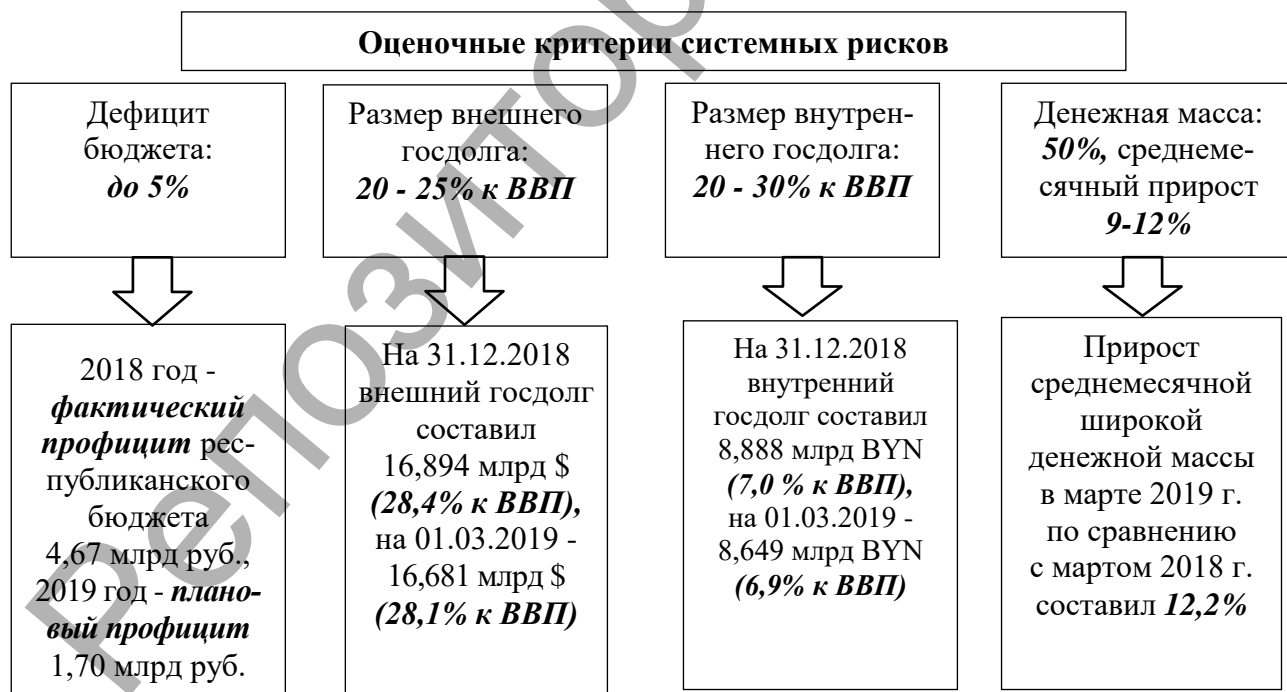 Оценочные критерии системных рисков
Дефицит
бюджета:
до 5%
Размер внешнего
госдолга:
20 - 25% к ВВП
Размер внутрен-
него госдолга:
20 - 30% к ВВП
Денежная масса:
50%, среднеме-
сячный прирост
9-12%
2018 год -
фактический
профицит рес-
публиканского
бюджета
4,67 млрд руб.,
2019 год - плано-
вый профицит
1,70 млрд руб.
На 31.12.2018
внешний госдолг
составил
16,894 млрд $
(28,4% к ВВП),
на 01.03.2019 -
16,681 млрд $
(28,1% к ВВП)
На 31.12.2018
внутренний
госдолг составил
8,888 млрд BYN
(7,0 % к ВВП),
на 01.03.2019 -
8,649 млрд BYN
(6,9% к ВВП)
Прирост
среднемесячной
широкой
денежной массы
в марте 2019 г.
по сравнению
с мартом 2018 г.
составил 12,2%